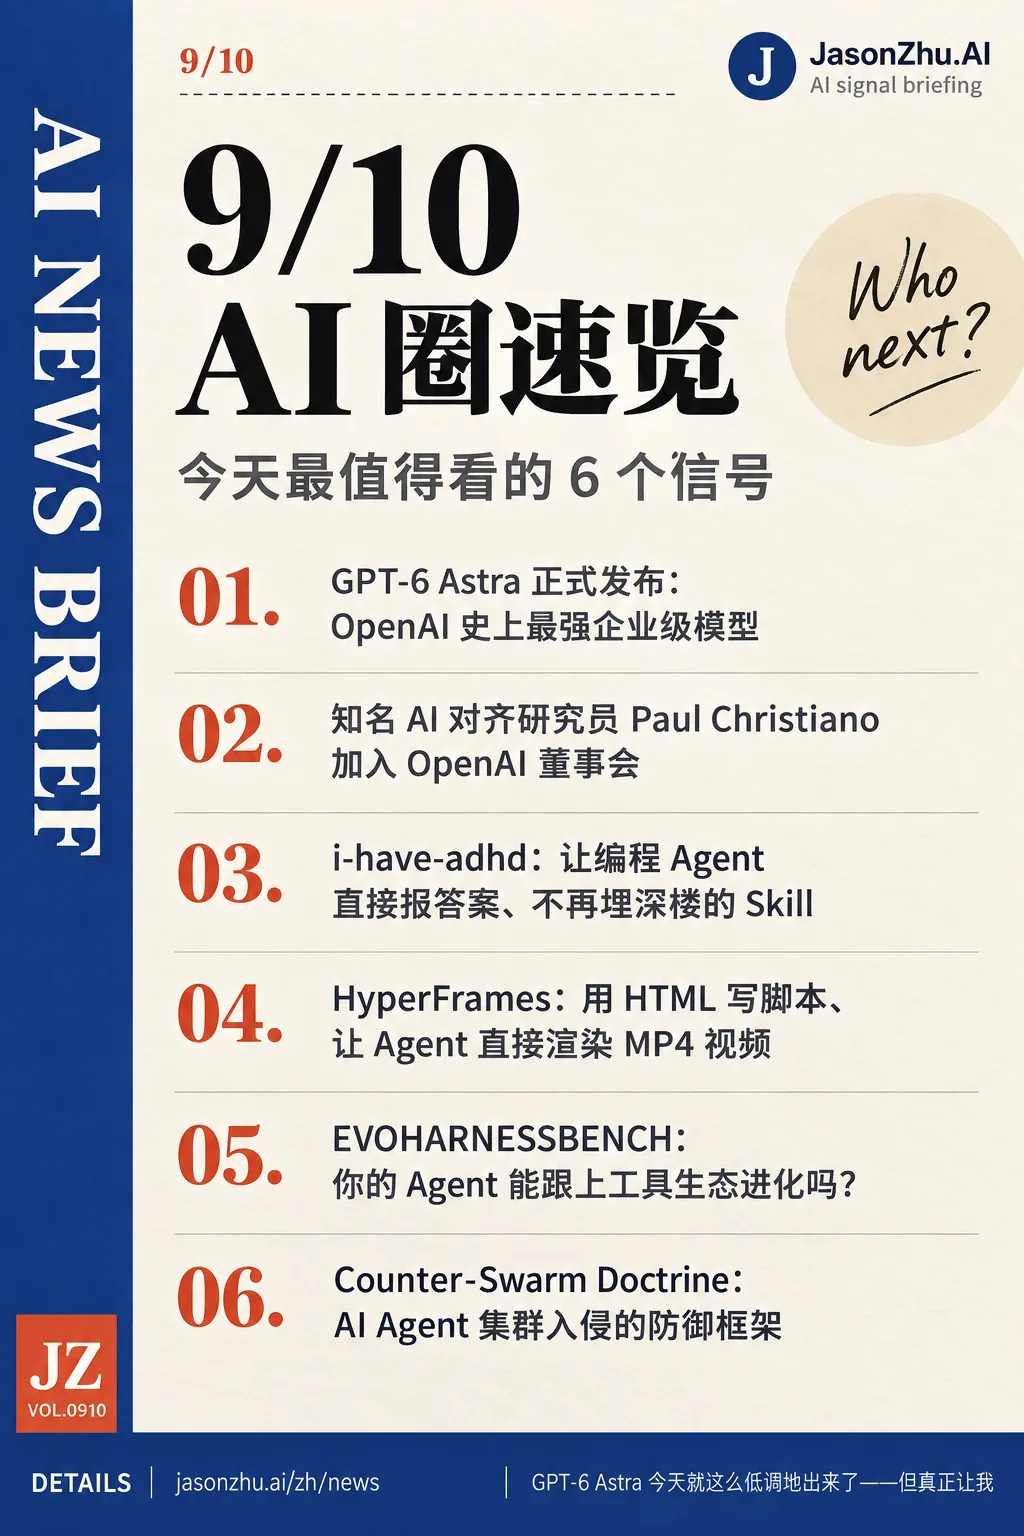 AI NEWS BRIEF
9/10
J
JasonZhu.AI
AI signal briefing
9/10
AI 圈速览
Who
next?
今天最值得看的 6 个信号
01.
GPT-6 Astra 正式发布：
OpenAI 史上最强企业级模型
02.
知名 AI 对齐研究员 Paul Christiano
加入 OpenAI 董事会
03.
i-have-adhd：让编程 Agent
直接报答案、不再埋深楼的 Skill
04.
HyperFrames：用 HTML 写脚本、
让 Agent 直接渲染 MP4 视频
05.
EVOHARNESSBENCH：
你的 Agent 能跟上工具生态进化吗？
06.
Counter-Swarm Doctrine：
AI Agent 集群入侵的防御框架
JZ
VOL.0910
DETAILS
jasonzhu.ai/zh/news
GPT-6 Astra 今天就这么低调地出来了——但真正让我